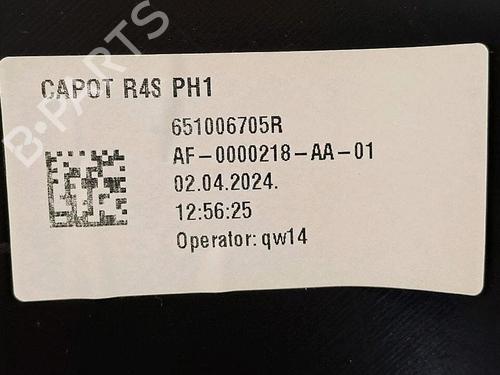 B-PARTS
CAPOT R4S PH1
651006705R
AF-0000218-AA-01
02.04.2024.
12:56:25
Operator: qw14